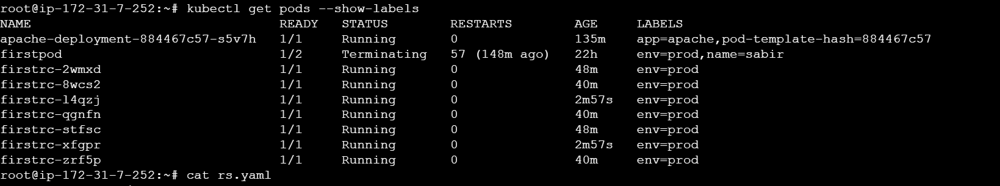 root@ip-172-31-7-252:~# kubectl get pods --show-labels
NAME READY STATUS RESTARTS AGE LABELS
apache-deployment-884467c57-s5v7h 1/1 Running 0 135m app=apache,pod-template-hash=884467c57
firstpod 1/2 Terminating 57 (148m ago) 22h env=prod,name=sabir
firstrc-2wmxd 1/1 Running 0 48m env=prod
firstrc-8wcs2 1/1 Running 0 40m env=prod
firstrc-l4qzj 1/1 Running 0 2m57s env=prod
firstrc-qgnfn 1/1 Running 0 40m env=prod
firstrc-stfsc 1/1 Running 0 48m env=prod
firstrc-xfgpr 1/1 Running 0 2m57s env=prod
firstrc-zrf5p 1/1 Running 0 40m env=prod
root@ip-172-31-7-252:~# cat rs.yaml